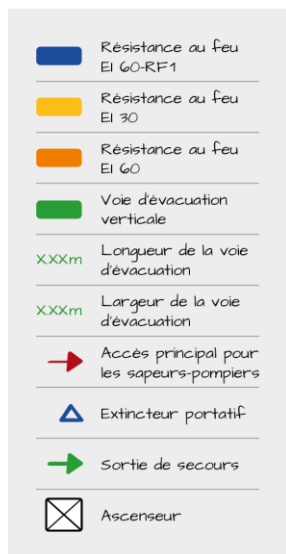 Résistance au feu
EI 60-RF1
Résistance au feu
EI 30
Résistance au feu
EI 60
Voie d'évacuation
verticale
XXXm Longueur de la voie
d'évacuation
XXXm Largeur de la voie
d'évacuation
Accès principal pour
les sapeurs-pompiers
Extincteur portatif
Sortie de secours
Ascenseur